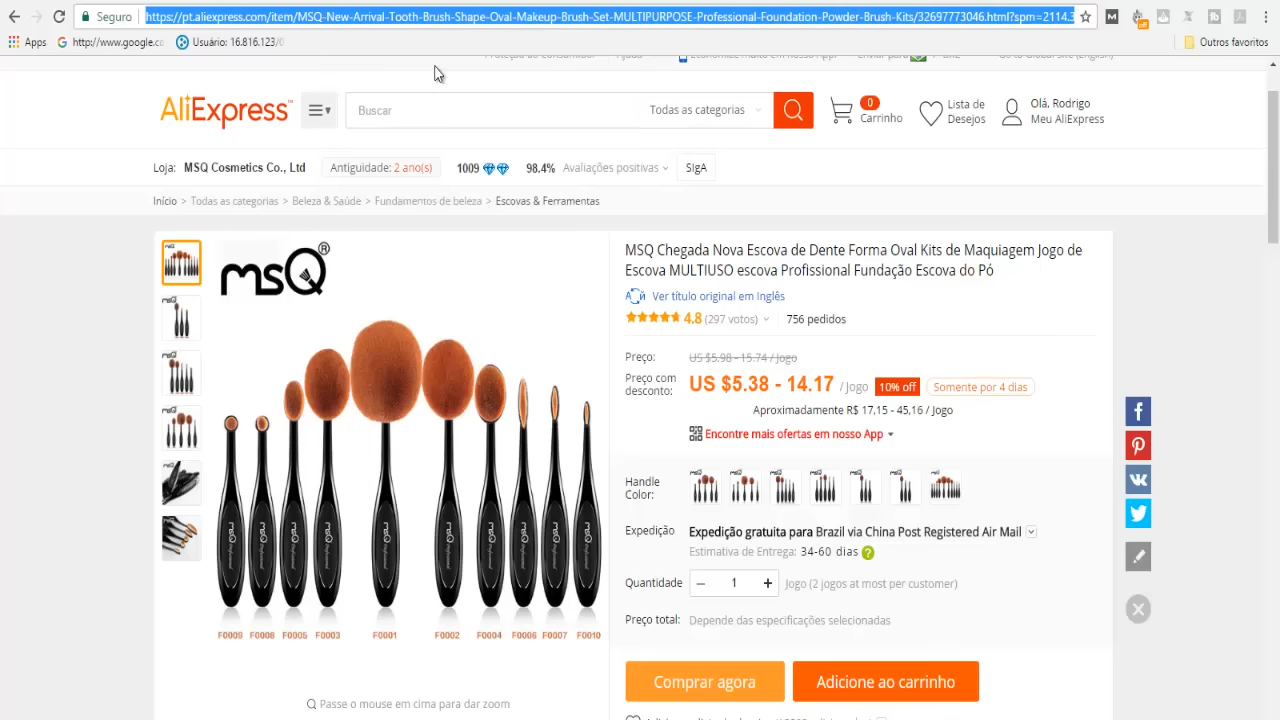 Seguro
https://pt.aliexpress.com/item/MSQ-New-Arrival-Tooth-Brush-Shape-Oval-Makeup-Brush-Set-MULTIPURPOSE-Professional-Foundation-Powder-Brush-Kits/32697773046.html?spm=2114.3
off
Apps
http://www.google.co
Usuário: 16.816.123/0
Outros favoritos
AliExpress™
Buscar
Todas as categorias
0
Carrinho
Lista de
Desejos
Olá, Rodrigo
Meu AliExpress
Loja: MSQ Cosmetics Co., Ltd
Antiguidade: 2 ano(s)
1009
98.4% Avaliações positivas
SIgA
Início > Todas as categorias > Beleza & Saúde > Fundamentos de beleza > Escovas & Ferramentas
MSQ®
MSQ Chegada Nova Escova de Dente Forma Oval Kits de Maquiagem Jogo de
Escova MULTIUSO escova Profissional Fundação Escova do Pó
Ver título original em Inglês
4.8 (297 votos)
756 pedidos
Preço: US $5.98 - 15.74 / Jogo
Preço com
desconto:
US $5.38 - 14.17 / Jogo
10% off
Somente por 4 dias
Aproximadamente R$ 17,15 - 45,16 / Jogo
Encontre mais ofertas em nosso App
Handle
Color:
Expedição Expedição gratuita para Brazil via China Post Registered Air Mail
Estimativa de Entrega: 34-60 dias
Quantidade – 1 + Jogo (2 jogos at most per customer)
Preço total: Depende das especificações selecionadas
F0009 F0008 F0005 F0003 F0001 F0002 F0004 F0006 F0007 F0010
Comprar agora
Adicione ao carrinho
Passe o mouse em cima para dar zoom